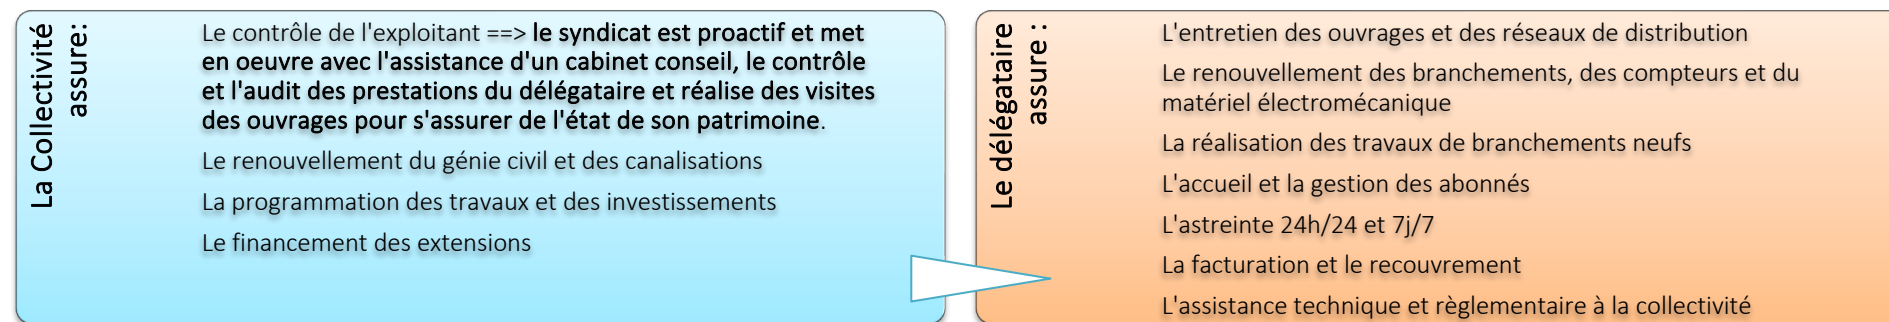 La Collectivité
assure:
Le contrôle de l'exploitant ==> le syndicat est proactif et met
en oeuvre avec l'assistance d'un cabinet conseil, le contrôle
et l'audit des prestations du délégataire et réalise des visites
des ouvrages pour s'assurer de l'état de son patrimoine.
Le renouvellement du génie civil et des canalisations
La programmation des travaux et des investissements
Le financement des extensions
Le délégataire
assure :
L'entretien des ouvrages et des réseaux de distribution
Le renouvellement des branchements, des compteurs et du
matériel électromécanique
La réalisation des travaux de branchements neufs
L'accueil et la gestion des abonnés
L'astreinte 24h/24 et 7j/7
La facturation et le recouvrement
L'assistance technique et règlementaire à la collectivité